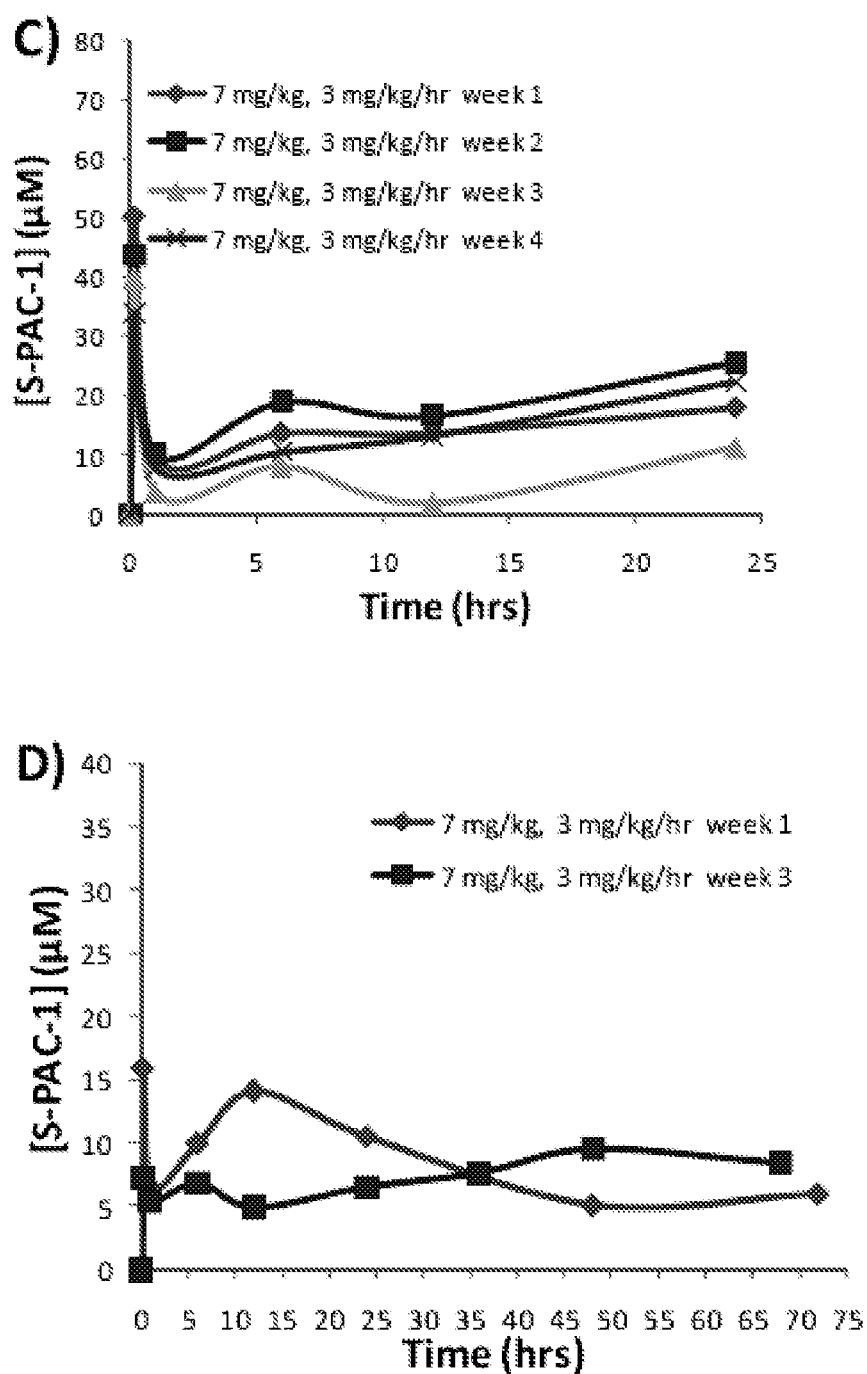 C)
80
70
60
50
40
30
20
10
0
[S-PAC-1] (µM)
7 mg/kg, 3 mg/kg/hr week 1
7 mg/kg, 3 mg/kg/hr week 2
7 mg/kg, 3 mg/kg/hr week 3
7 mg/kg, 3 mg/kg/hr week 4
0 5 10 15 20 25
Time (hrs)
D)
40
35
30
25
20
15
10
5
0
[S-PAC-1] (µM)
7 mg/kg, 3 mg/kg/hr week 1
7 mg/kg, 3 mg/kg/hr week 3
0 5 10 15 20 25 30 35 40 45 50 55 60 65 70 75
Time (hrs)